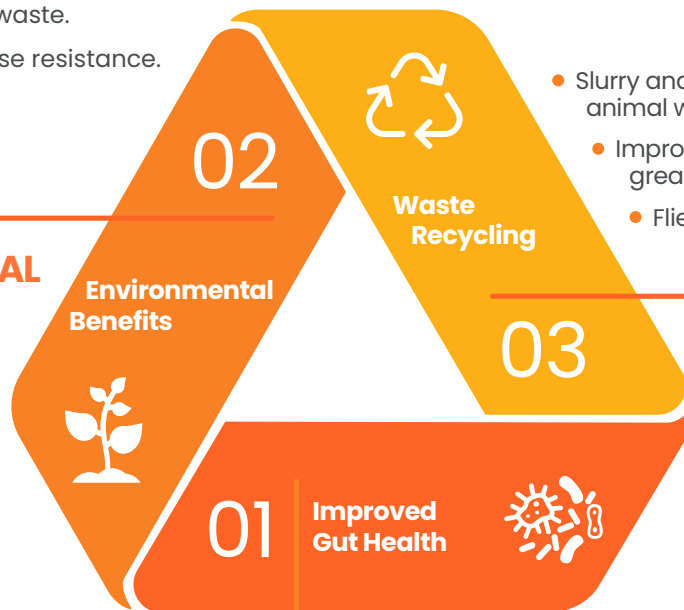 waste.
se resistance.
02
AL
Environmental
Benefits
Waste
Recycling
Slurry and
animal w
Impro
grea
Flie
03
01
Improved
Gut Health